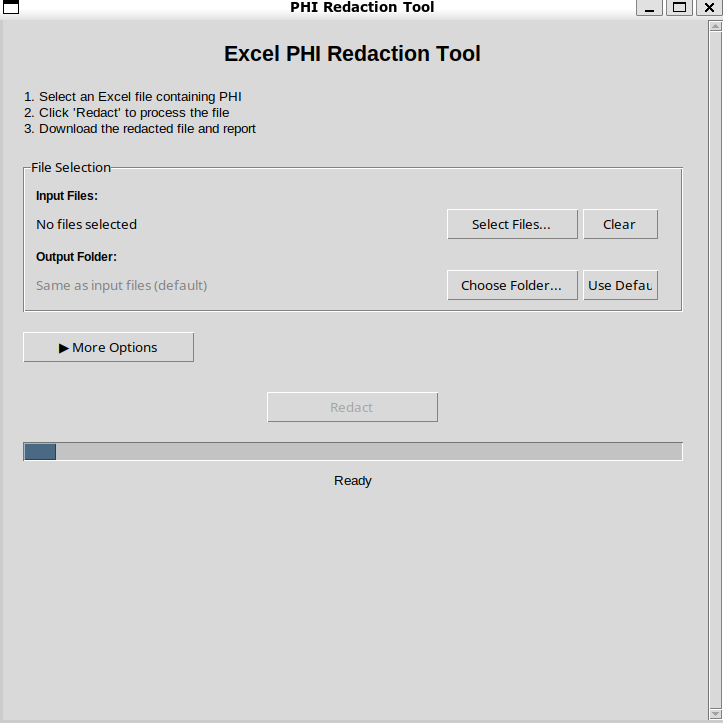 PHI Redaction Tool
Excel PHI Redaction Tool
1. Select an Excel file containing PHI
2. Click 'Redact' to process the file
3. Download the redacted file and report
File Selection
Input Files:
No files selected
Select Files...
Clear
Output Folder:
Same as input files (default)
Choose Folder...
Use Defau
▶ More Options
Redact
Ready